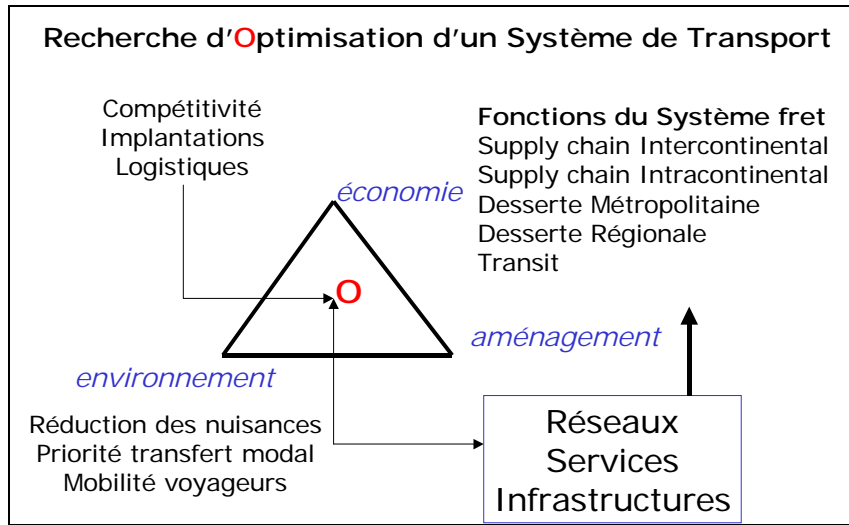 Recherche d'Optimisation d'un Système de Transport
Compétitivité
Implantations
Logistiques
Fonctions du Système fret
Supply chain Intercontinental
Supply chain Intracontinental
Desserte Métropolitaine
Desserte Régionale
Transit
économie
O
aménagement
environnement
Réduction des nuisances
Priorité transfert modal
Mobilité voyageurs
Réseaux
Services
Infrastructures